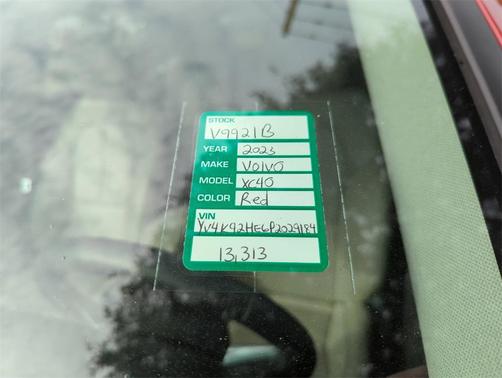 STOCK
V9921B
YEAR 2023
MAKE VOLVO
MODEL XC40
COLOR Red
VIN
YV4K92HE6P2029184
13,313